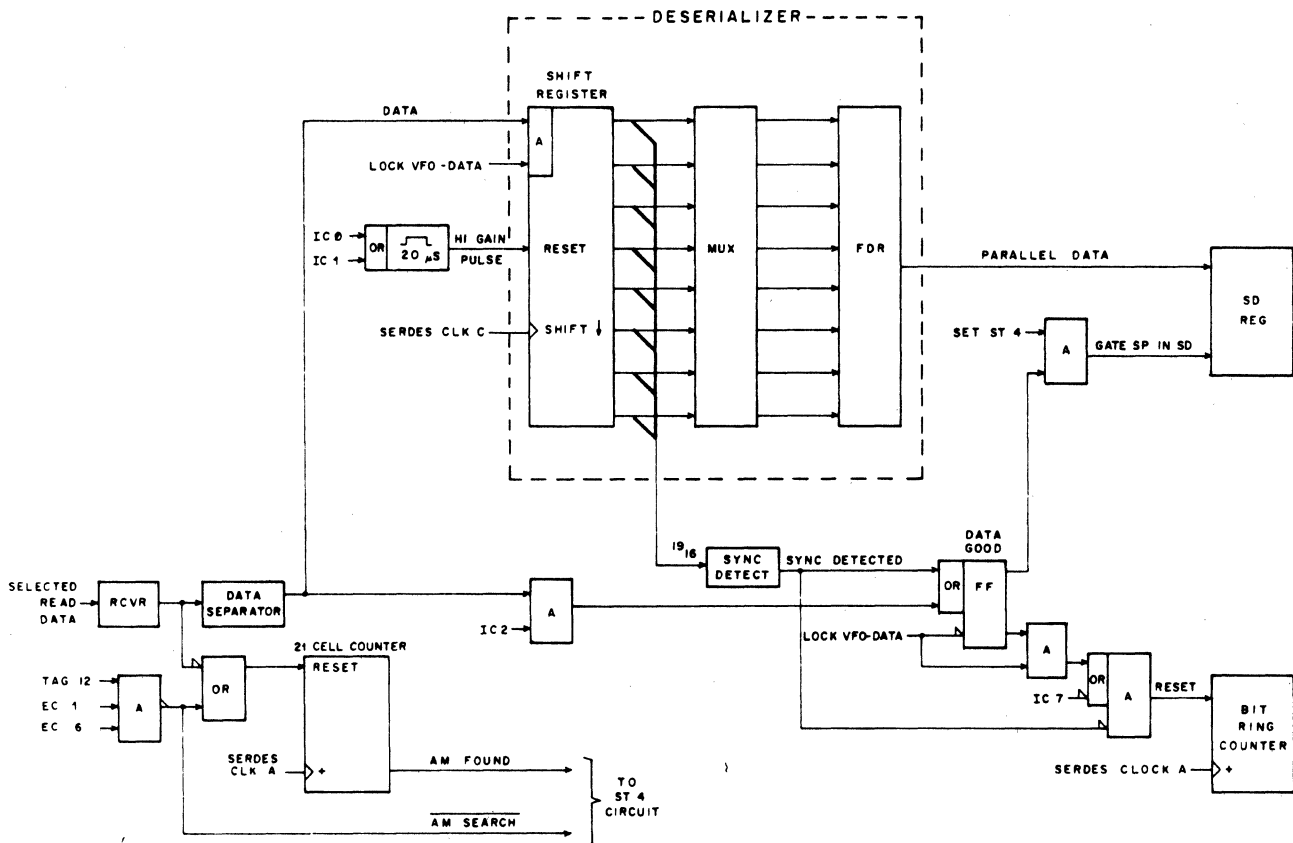 DESERIALIZER
SHIFT
REGISTER
DATA
A
LOCK VFO-DATA
IC 0
IC 1
OR
20 µS
HI GAIN
PULSE
RESET
MUX
FDR
SERDES CLK C
SHIFT
PARALLEL DATA
SD
REG
SET ST 4
A
GATE SP IN SD
19
16
SYNC
DETECT
SYNC DETECTED
DATA
GOOD
OR
FF
SELECTED
READ
DATA
RCVR
DATA
SEPARATOR
A
IC 2
LOCK VFO-DATA
A
21 CELL COUNTER
RESET
OR
TAG 12
EC 1
EC 6
A
OR
IC 7
A
RESET
BIT
RING
COUNTER
SERDES
CLK A
+
AM FOUND
SERDES CLOCK A
+
TO
ST 4
CIRCUIT
AM SEARCH